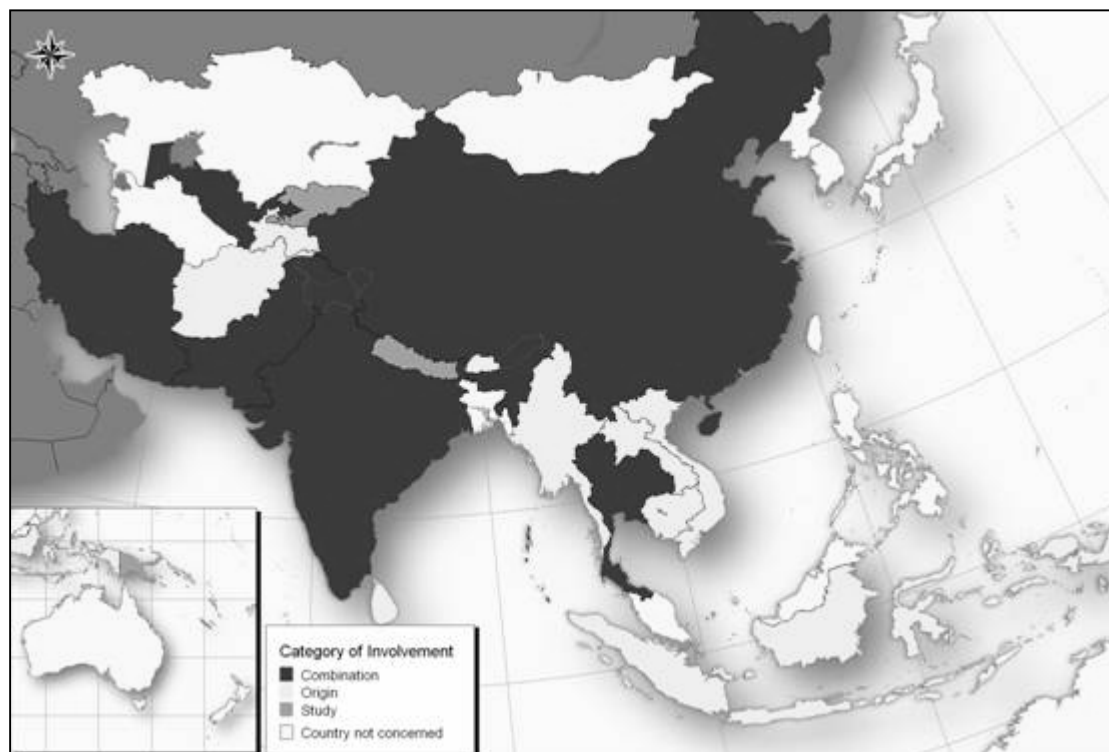 Category of Involvement
Combination
Origin
Study
Country not concerned